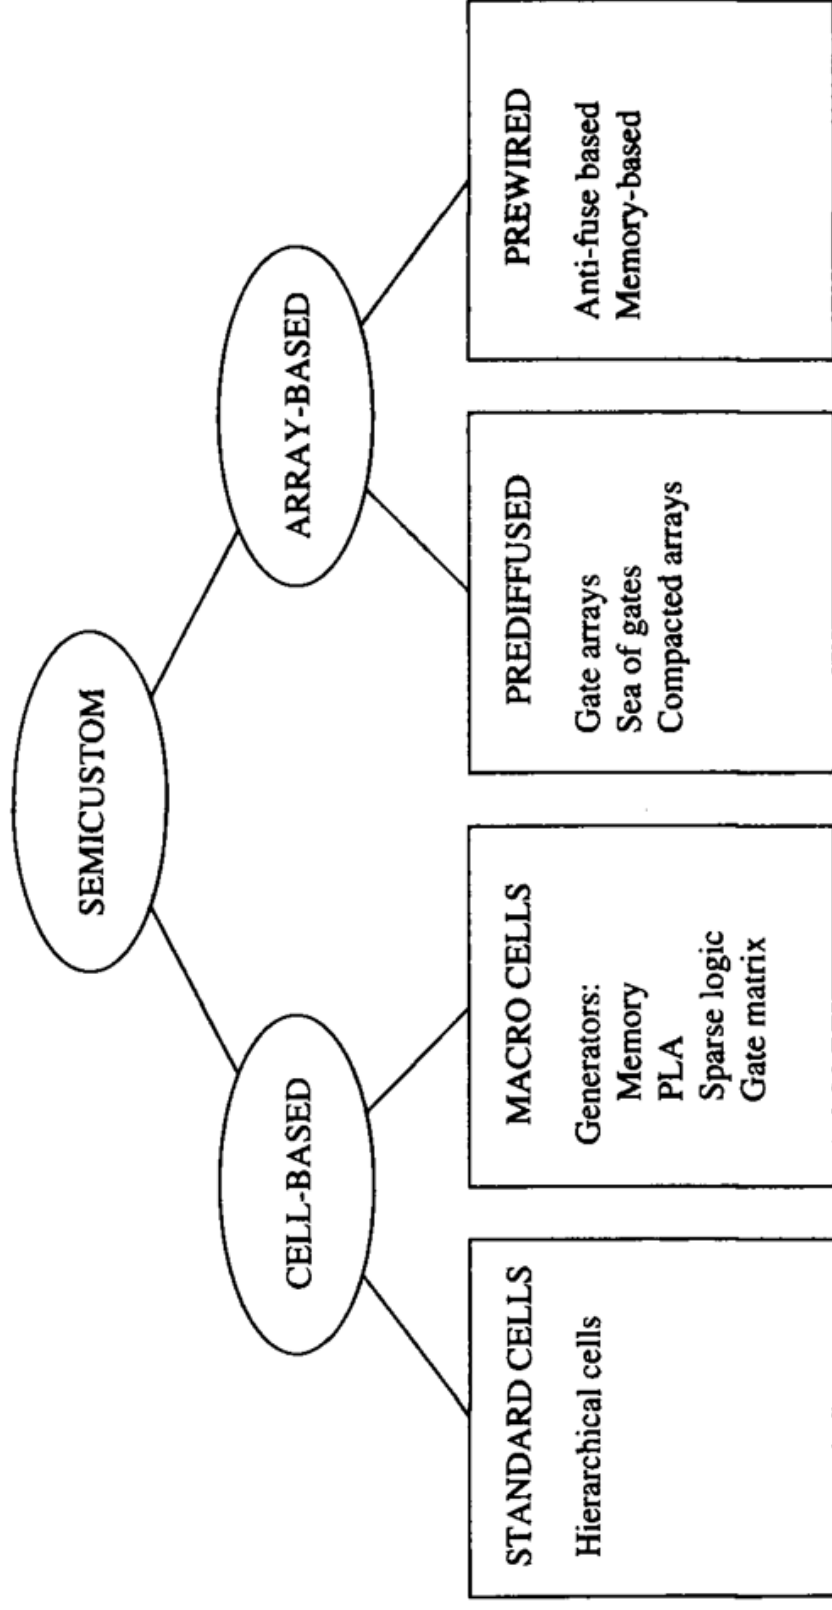 SEMICUSTOM
CELL-BASED
ARRAY-BASED
STANDARD CELLS
Hierarchical cells
MACRO CELLS
Generators:
Memory
PLA
Sparse logic
Gate matrix
PREDIFFUSED
Gate arrays
Sea of gates
Compacted arrays
PREWIRED
Anti-fuse based
Memory-based